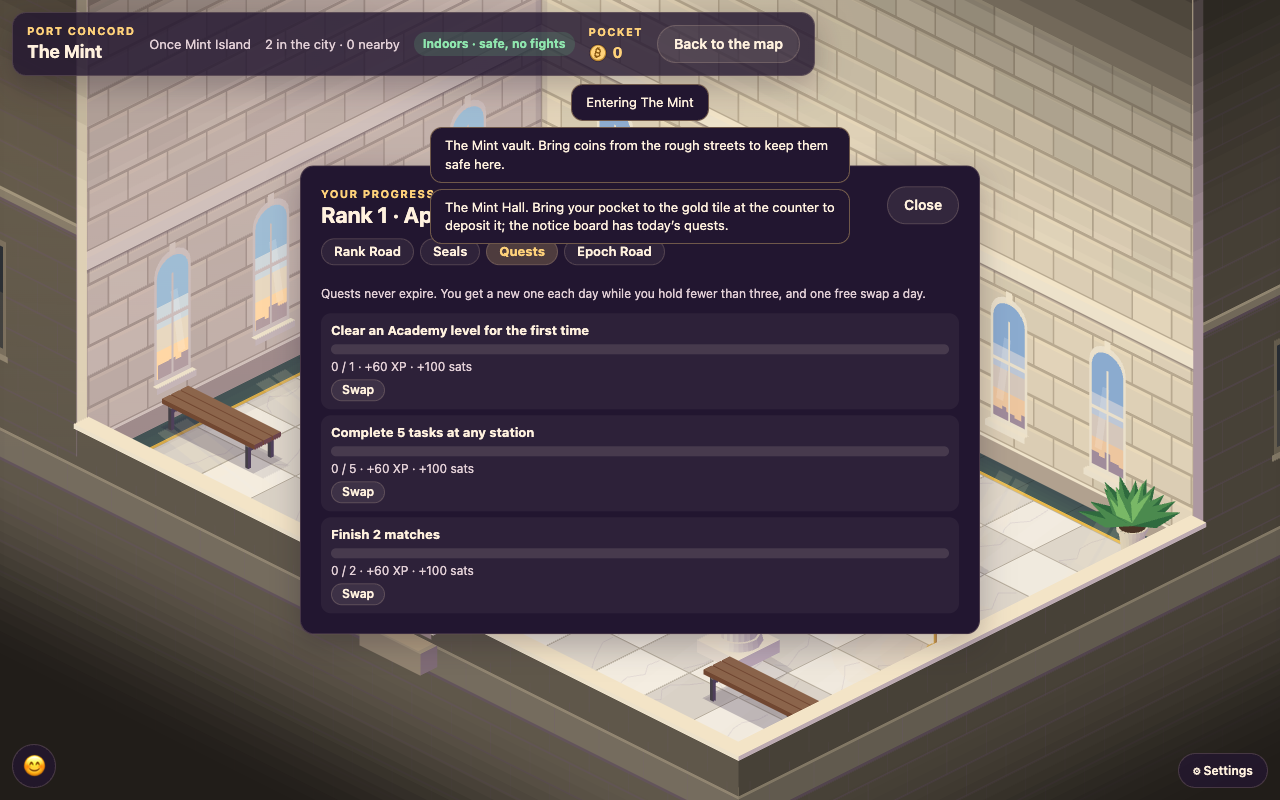 PORT CONCORD
The Mint
Once Mint Island
2 in the city · 0 nearby
Indoors · safe, no fights
POCKET
0
Back to the map
Entering The Mint
The Mint vault. Bring coins from the rough streets to keep them
safe here.
The Mint Hall. Bring your pocket to the gold tile at the counter to
deposit it; the notice board has today's quests.
YOUR PROGRESS
Rank 1 · Ap
Close
Rank Road
Seals
Quests
Epoch Road
Quests never expire. You get a new one each day while you hold fewer than three, and one free swap a day.
Clear an Academy level for the first time
0 / 1 · +60 XP · +100 sats
Swap
Complete 5 tasks at any station
0 / 5 · +60 XP · +100 sats
Swap
Finish 2 matches
0 / 2 · +60 XP · +100 sats
Swap
Settings